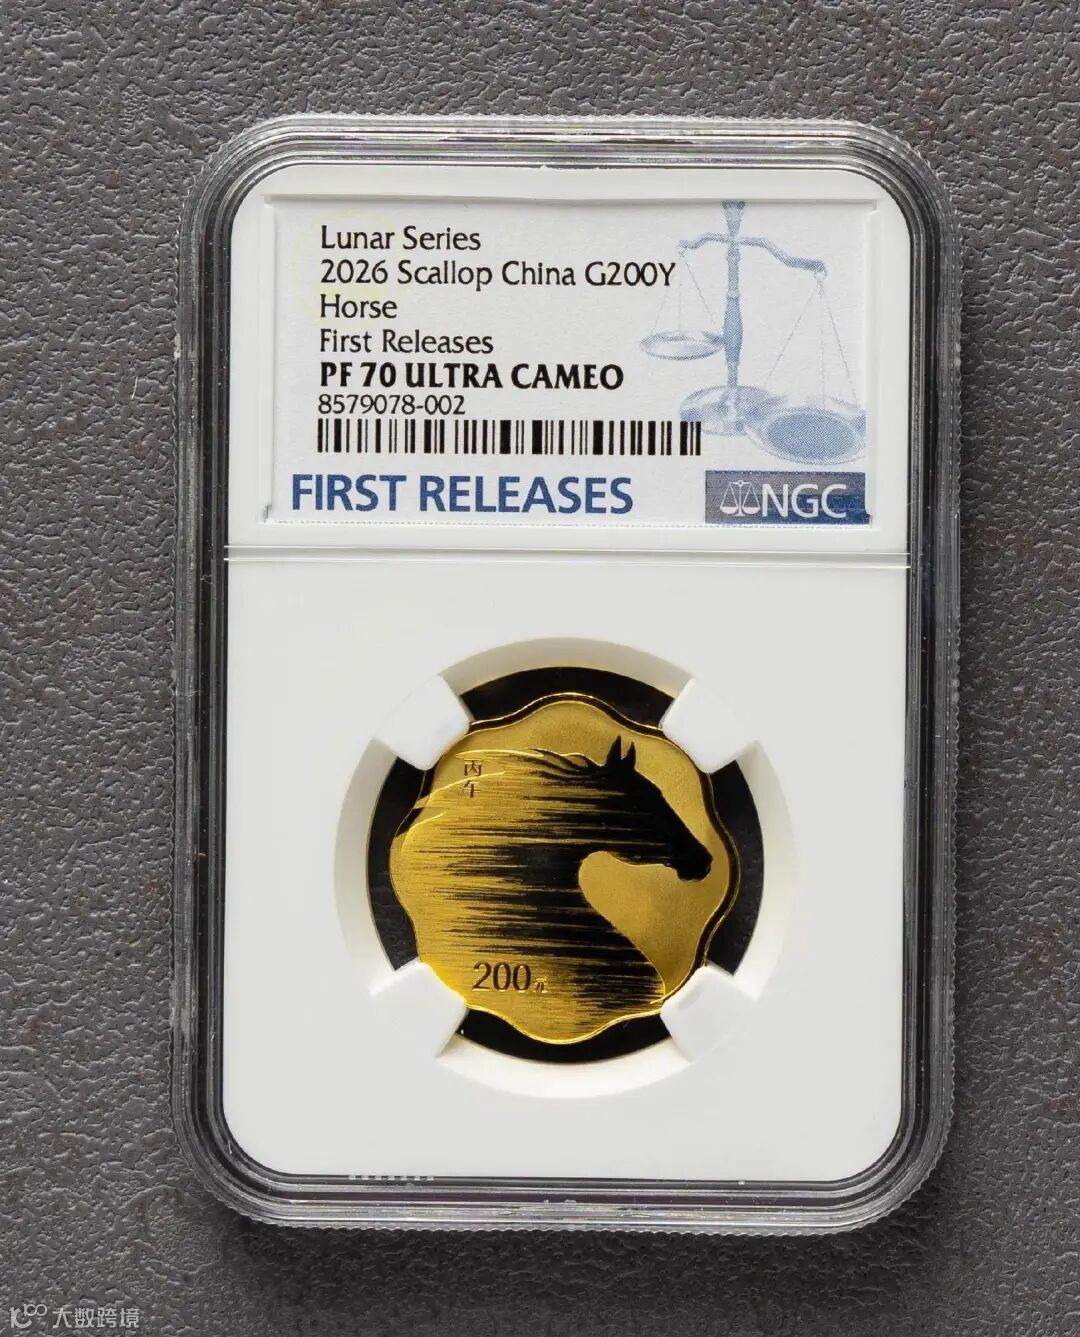 Lunar Series
2026 Scallop China G200Y
Horse
First Releases
PF 70 ULTRA CAMEO
8579078-002
FIRST RELEASES
NGC
丙午
200元
大数跨境